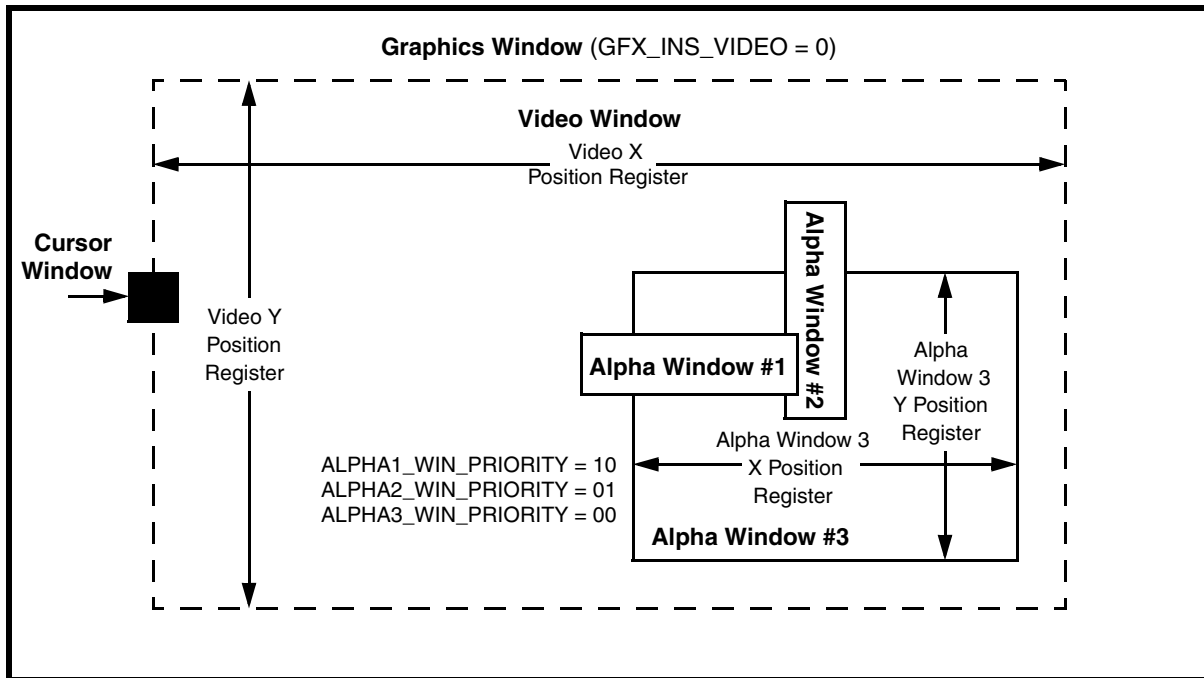 Graphics Window (GFX_INS_VIDEO = 0)
Video Window
Video X
Position Register
Cursor
Window
Video Y
Position
Register
Alpha Window #2
Alpha Window #1
Alpha
Window 3
Y Position
Register
Alpha Window 3
X Position
Register
ALPHA1_WIN_PRIORITY = 10
ALPHA2_WIN_PRIORITY = 01
ALPHA3_WIN_PRIORITY = 00
Alpha Window #3